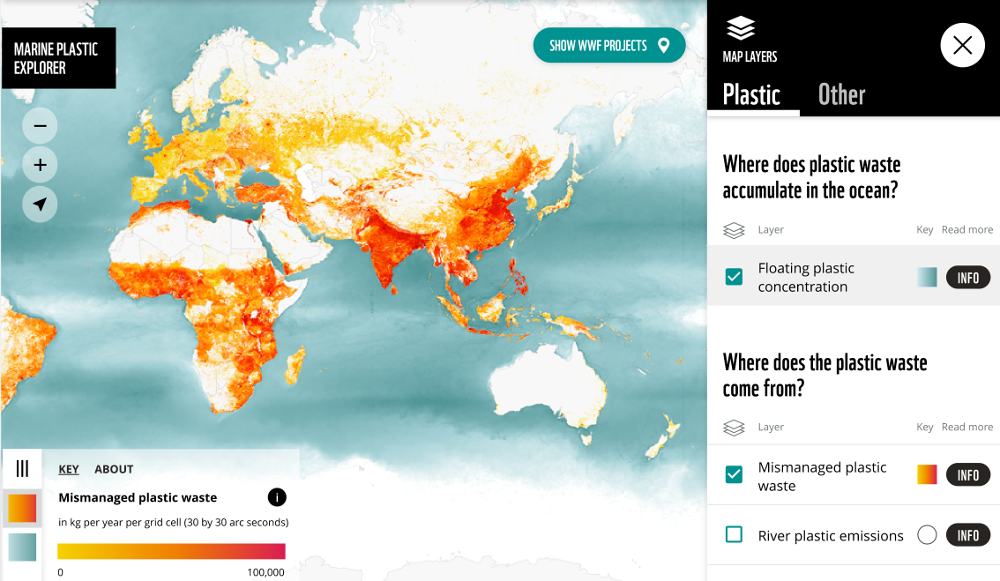 MARINE PLASTIC
EXPLORER
SHOW WWF PROJECTS
KEY ABOUT
Mismanaged plastic waste
i
in kg per year per grid cell (30 by 30 arc seconds)
0 100,000
MAP LAYERS
Plastic Other
Where does plastic waste
accumulate in the ocean?
Layer Key Read more
Floating plastic
concentration
INFO
Where does the plastic waste
come from?
Layer Key Read more
Mismanaged plastic
waste
INFO
River plastic emissions INFO